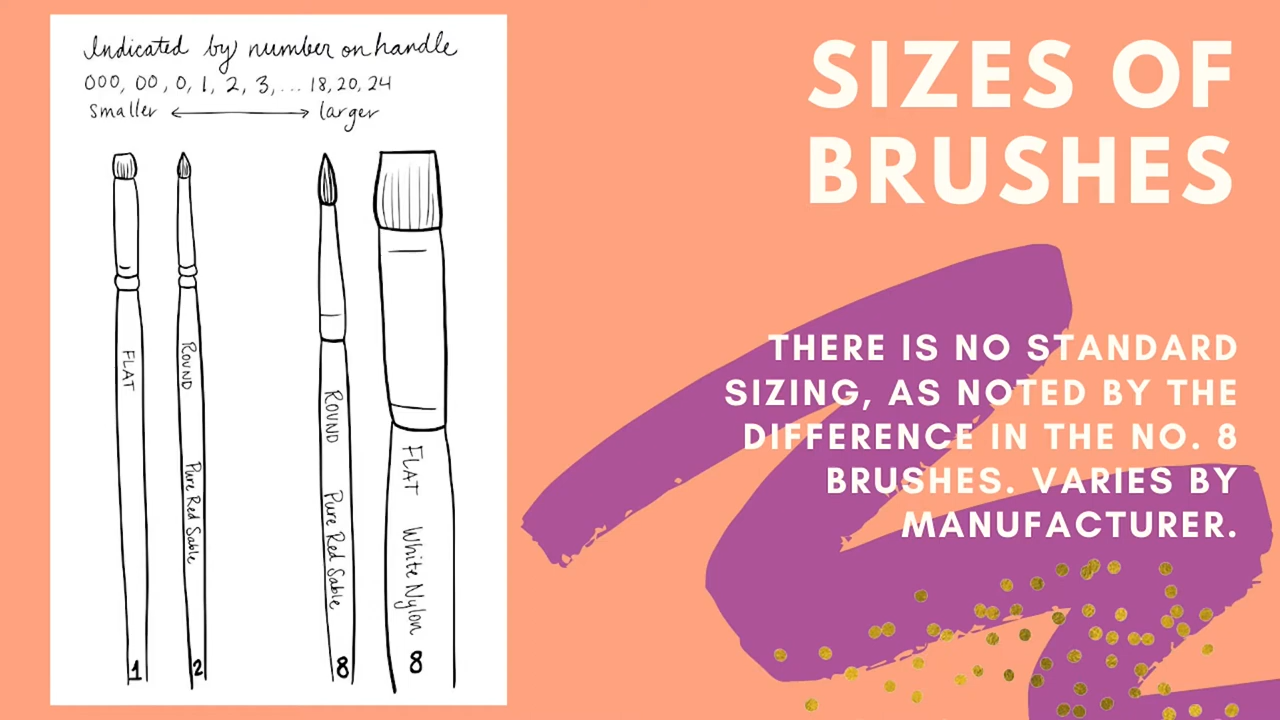 Indicated by number on handle
000, 00, 0, 1, 2, 3, ... 18, 20, 24
smaller larger
FLAT
1
ROUND Pure Red Sable
2
ROUND Pure Red Sable
8
FLAT White Nylon
8
SIZES OF
BRUSHES
THERE IS NO STANDARD
SIZING, AS NOTED BY THE
DIFFERENCE IN THE NO. 8
BRUSHES. VARIES BY
MANUFACTURER.